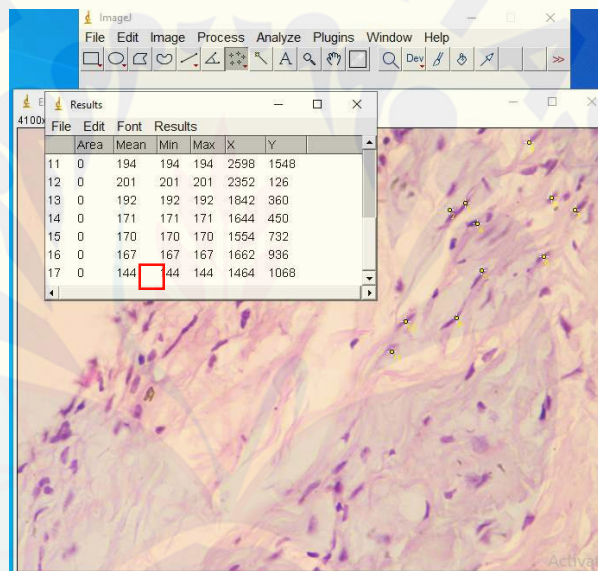 ImageJ
File Edit Image Process Analyze Plugins Window Help
A Dev >>
4100x
Results
File Edit Font Results
Area Mean Min Max X Y
11 0 194 194 194 2598 1548
12 0 201 201 201 2352 126
13 0 192 192 192 1842 360
14 0 171 171 171 1644 450
15 0 170 170 170 1554 732
16 0 167 167 167 1662 936
17 0 144 144 144 1464 1068